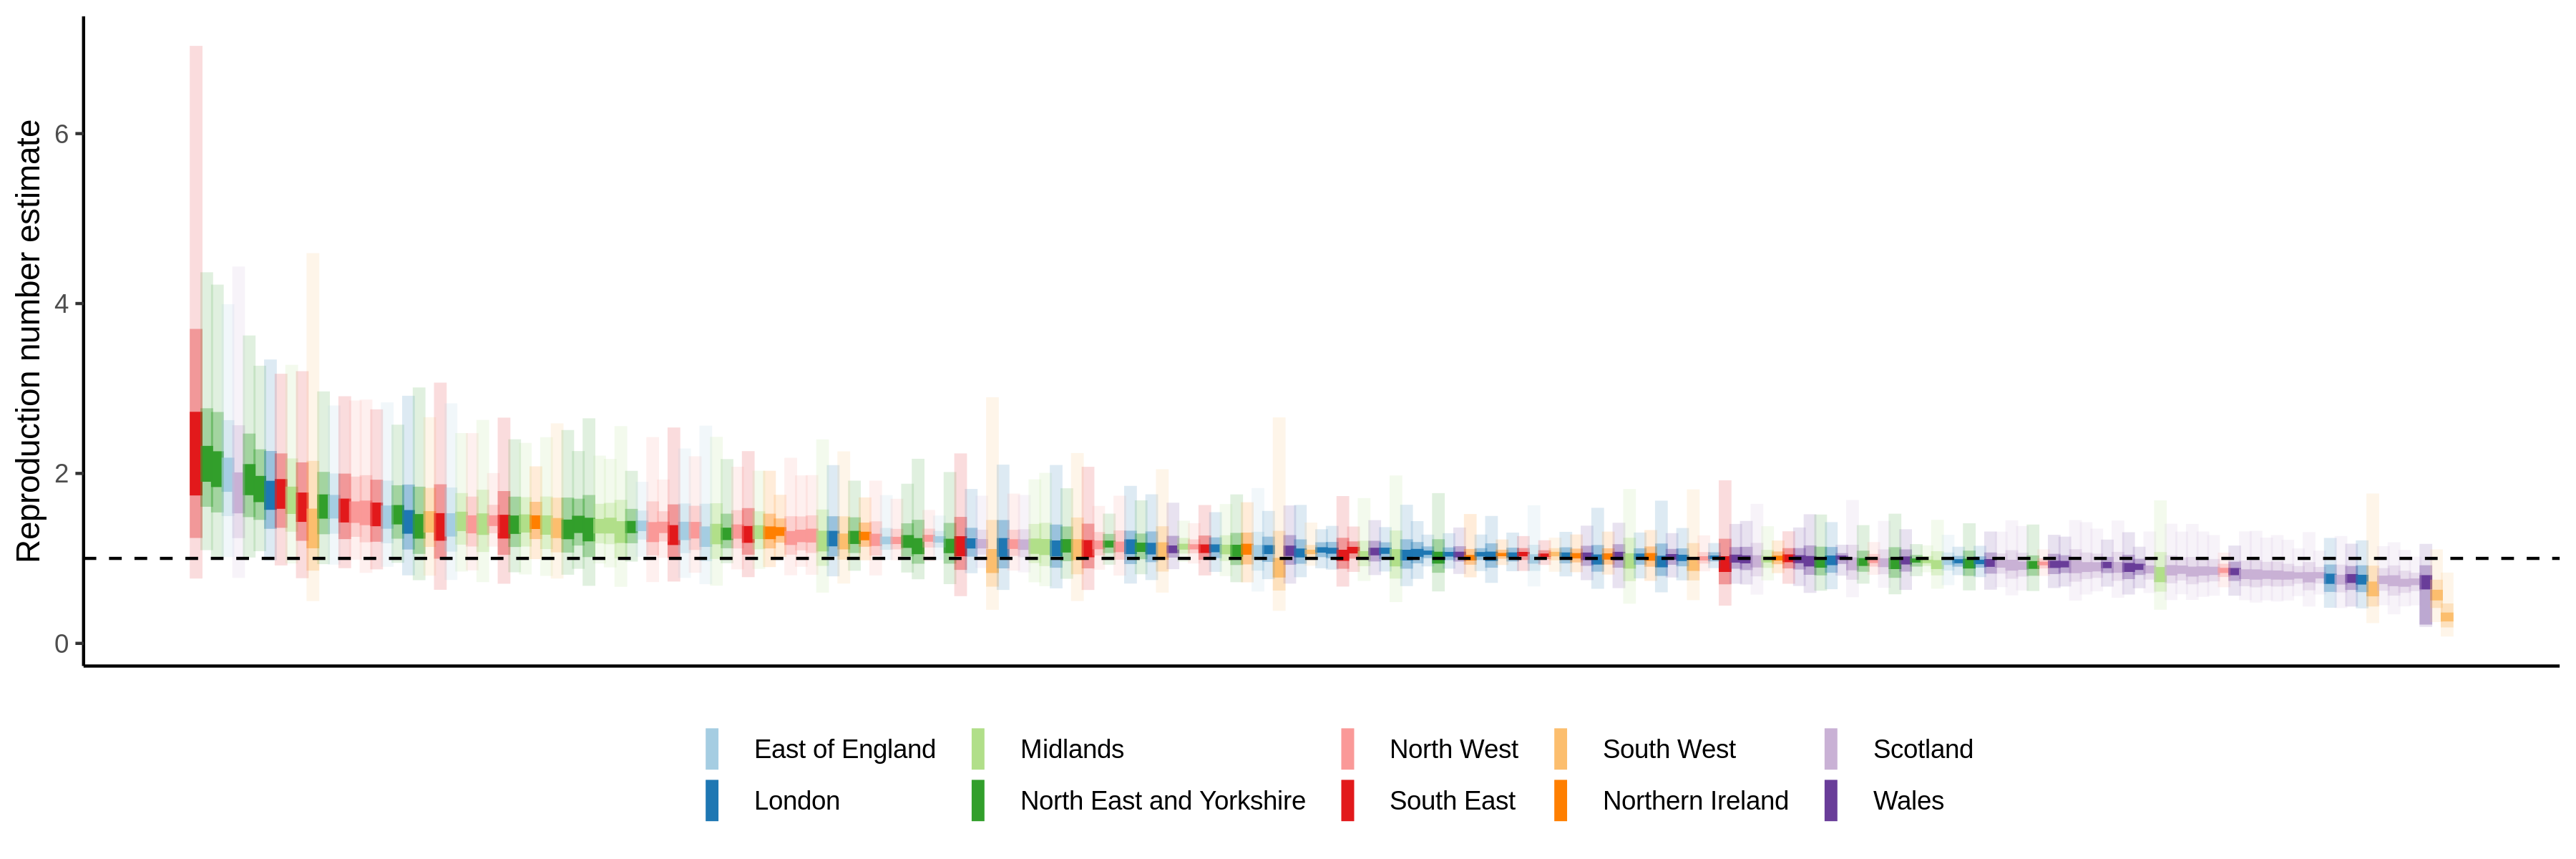 Reproduction number estimate
6
4
2
0
East of England
Midlands
North West
South West
Scotland
London
North East and Yorkshire
South East
Northern Ireland
Wales